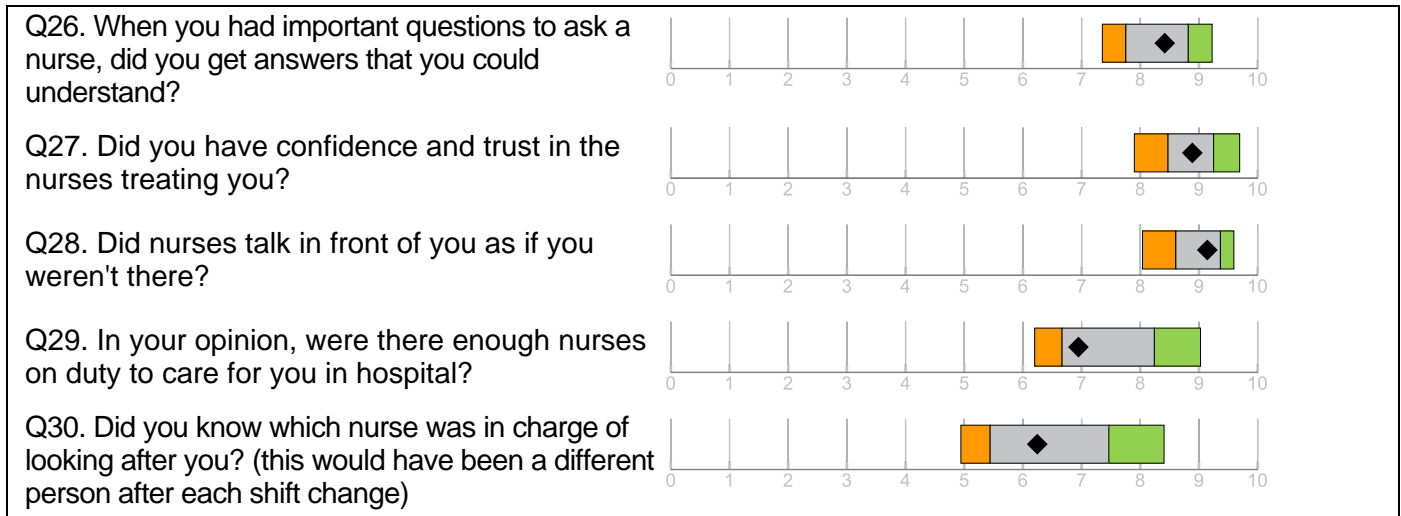 Q26. When you had important questions to ask a
nurse, did you get answers that you could
understand?
0 1 2 3 4 5 6 7 8 9 10
Q27. Did you have confidence and trust in the
nurses treating you?
0 1 2 3 4 5 6 7 8 9 10
Q28. Did nurses talk in front of you as if you
weren't there?
0 1 2 3 4 5 6 7 8 9 10
Q29. In your opinion, were there enough nurses
on duty to care for you in hospital?
0 1 2 3 4 5 6 7 8 9 10
Q30. Did you know which nurse was in charge of
looking after you? (this would have been a different
person after each shift change)
0 1 2 3 4 5 6 7 8 9 10